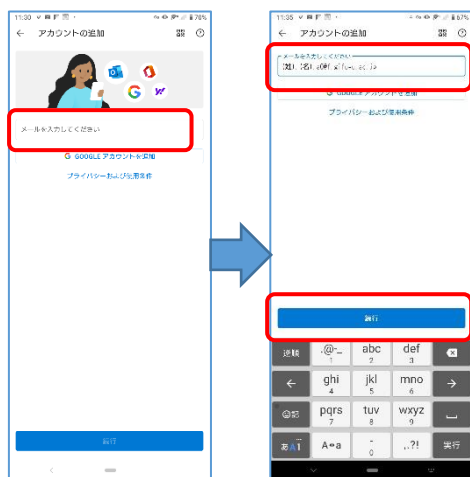 11:30
76%
← アカウントの追加
メールを入力してください
G GOOGLE アカウントを追加
プライバシーおよび使用条件
続行
11:35
67%
← アカウントの追加
メールを入力してください
G GOOGLE アカウントを追加
プライバシーおよび使用条件
続行
逆順 .@-_ 1 abc 2 def 3
← ghi 4 jkl 5 mno 6 →
記 pqrs 7 tuv 8 wxyz 9
あA1 A⇔a - 0 ,.?! 実行